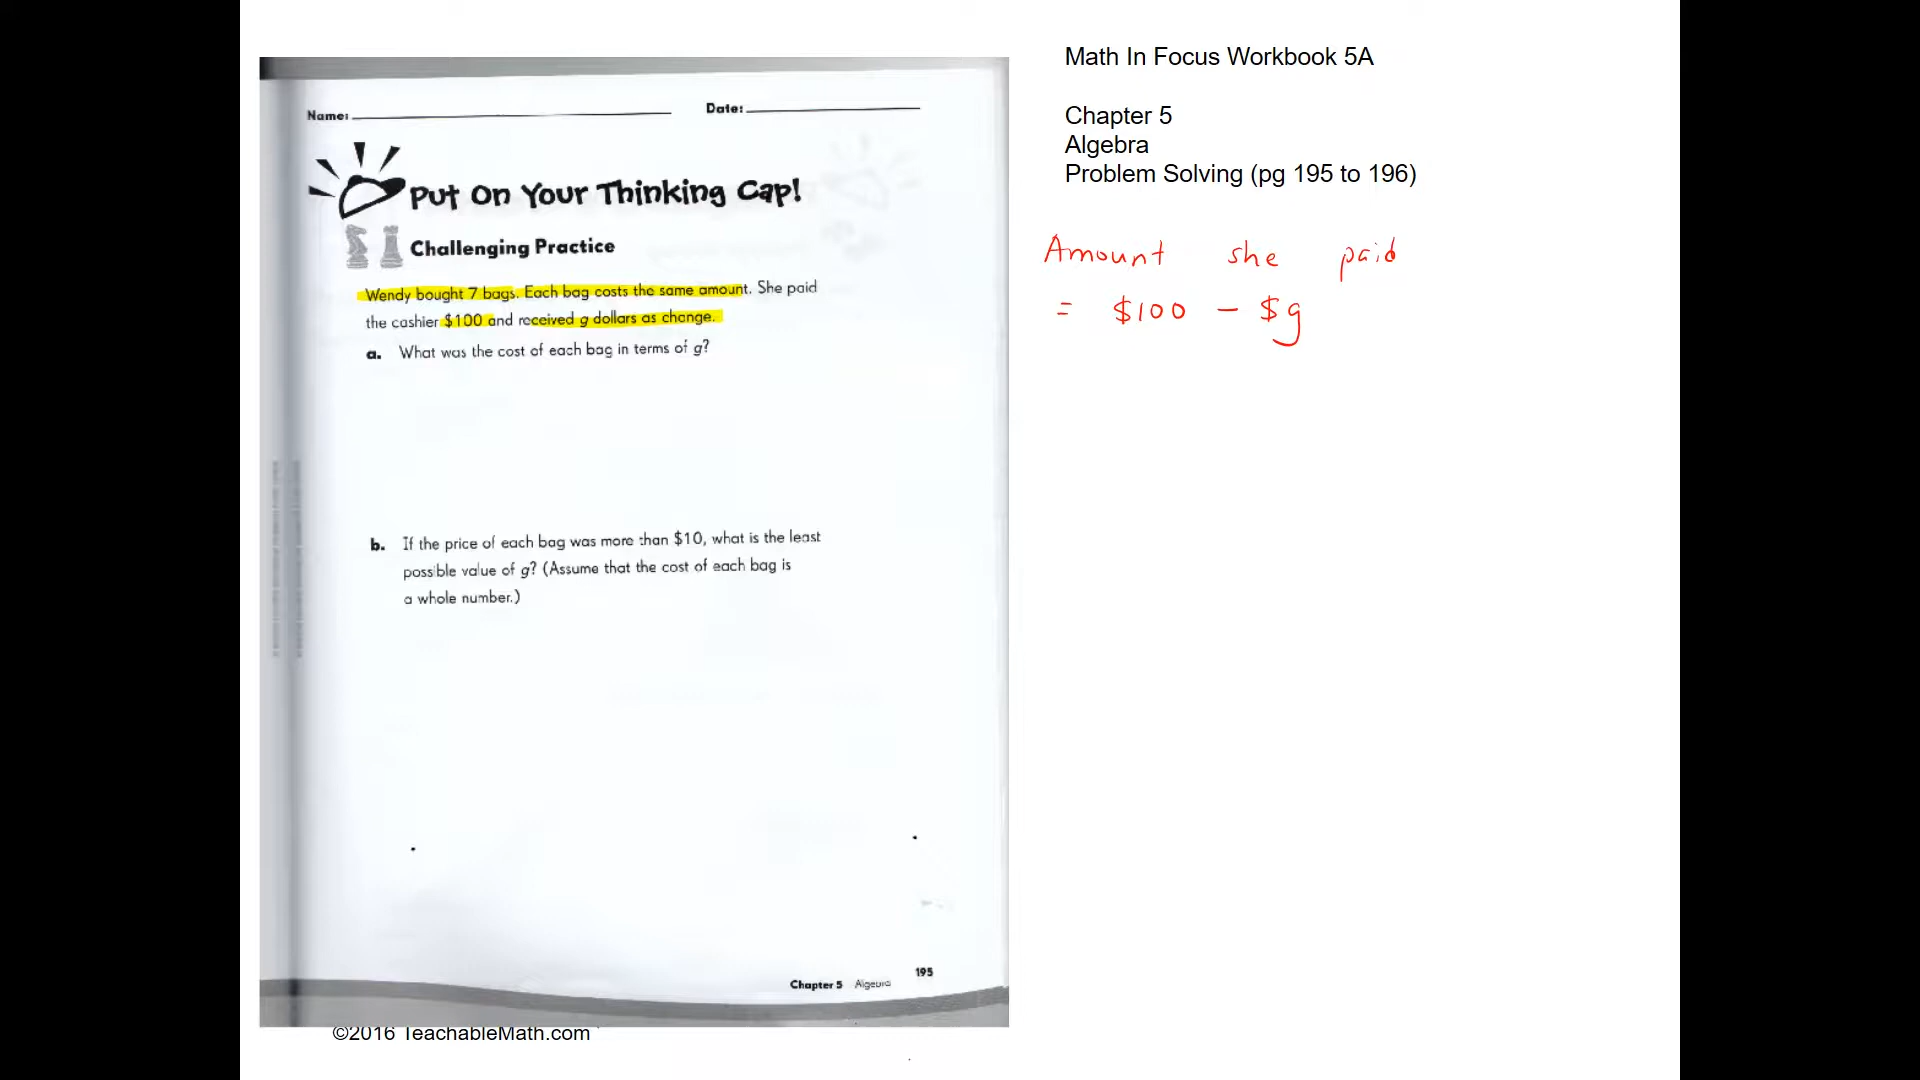 Math In Focus Workbook 5A
Chapter 5
Algebra
Problem Solving (pg 195 to 196)
Name:
Date:
Put On Your Thinking Cap!
Challenging Practice
Wendy bought 7 bags. Each bag costs the same amount. She paid
the cashier $100 and received g dollars as change.
a. What was the cost of each bag in terms of g?
b. If the price of each bag was more than $10, what is the least
possible value of g? (Assume that the cost of each bag is
a whole number.)
Chapter 5 Algebra
195
©2016 TeachableMath.com
Amount she paid
= $100 - $g